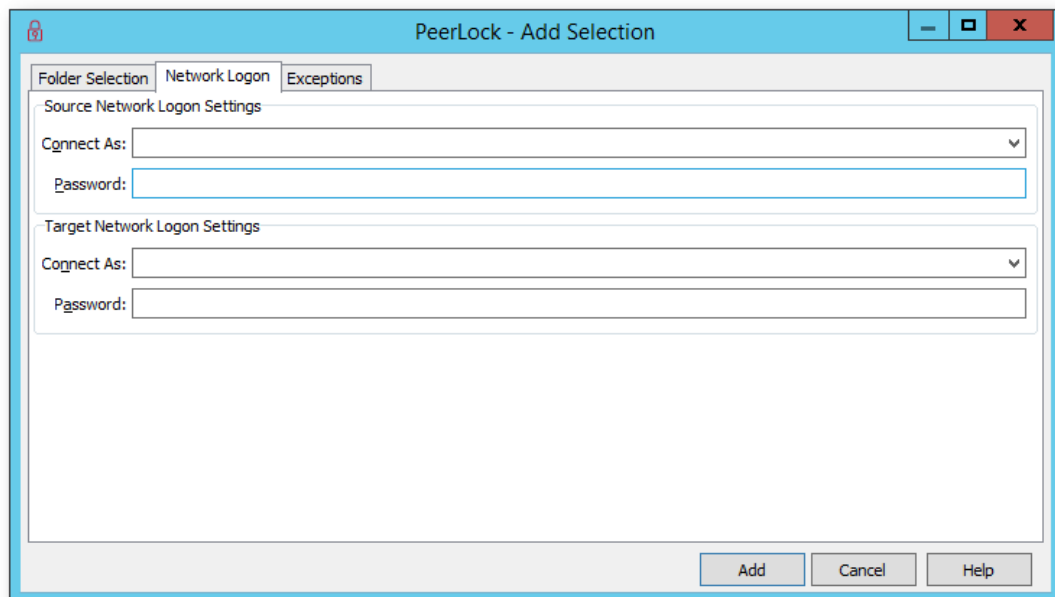 PeerLock - Add Selection
Folder Selection Network Logon Exceptions
Source Network Logon Settings
Connect As:
Password:
Target Network Logon Settings
Connect As:
Password:
Add Cancel Help